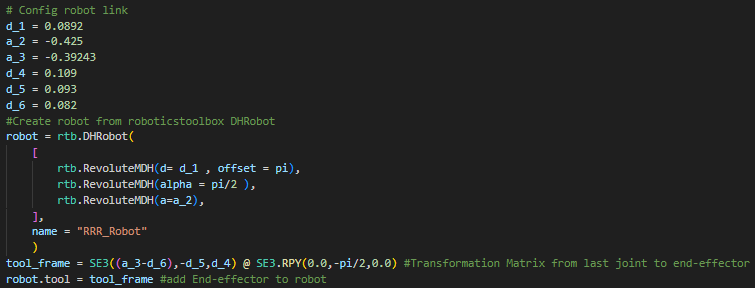 # Config robot link
d_1 = 0.0892
a_2 = -0.425
a_3 = -0.39243
d_4 = 0.109
d_5 = 0.093
d_6 = 0.082
#Create robot from roboticstoolbox DHRobot
robot = rtb.DHRobot(
    [
        rtb.RevoluteMDH(d= d_1 , offset = pi),
        rtb.RevoluteMDH(alpha = pi/2 ),
        rtb.RevoluteMDH(a=a_2),
    ],
    name = "RRR_Robot"
    )
tool_frame = SE3((a_3-d_6),-d_5,d_4) @ SE3.RPY(0.0,-pi/2,0.0) #Transformation Matrix from last joint to end-effector
robot.tool = tool_frame #add End-effector to robot